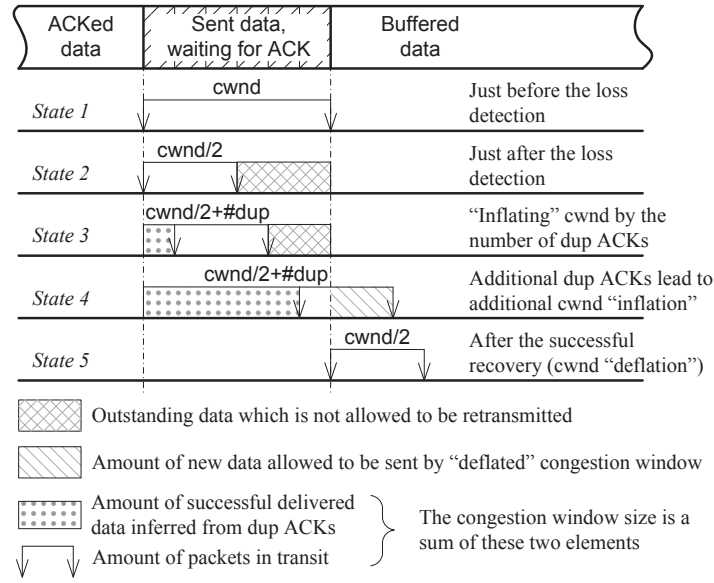 ACKed
data
Sent data,
waiting for ACK
Buffered
data
State 1
cwnd
Just before the loss
detection
State 2
cwnd/2
Just after the loss
detection
State 3
cwnd/2+#dup
“Inflating” cwnd by the
number of dup ACKs
State 4
cwnd/2+#dup
Additional dup ACKs lead to
additional cwnd “inflation”
State 5
cwnd/2
After the successful
recovery (cwnd “deflation”)
Outstanding data which is not allowed to be retransmitted
Amount of new data allowed to be sent by “deflated” congestion window
Amount of successful delivered
data inferred from dup ACKs
Amount of packets in transit
The congestion window size is a
sum of these two elements